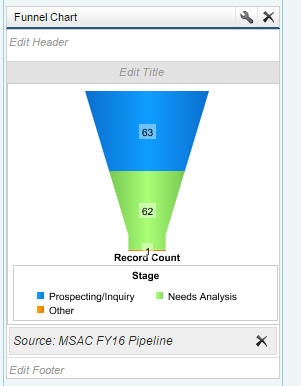 Funnel Chart
Edit Header
Edit Title
63
62
1
Record Count
Stage
Prospecting/Inquiry
Needs Analysis
Other
Source: MSAC FY16 Pipeline
Edit Footer